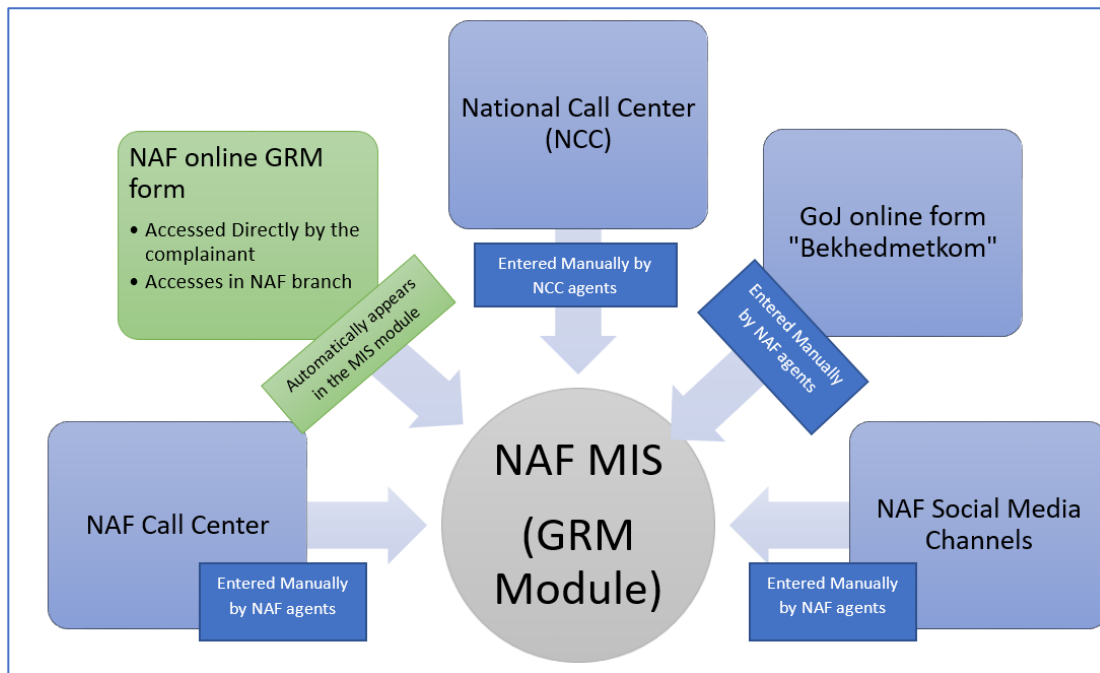 National Call Center
(NCC)
NAF online GRM
form
• Accessed Directly by the
complainant
• Accesses in NAF branch
GoJ online form
"Bekhedmetkom"
Entered Manually by
NCC agents
Automatically appears
in the MIS module
Entered Manually
by NAF agents
NAF Call Center
Entered Manually
by NAF agents
NAF MIS
(GRM
Module)
NAF Social Media
Channels
Entered Manually
by NAF agents